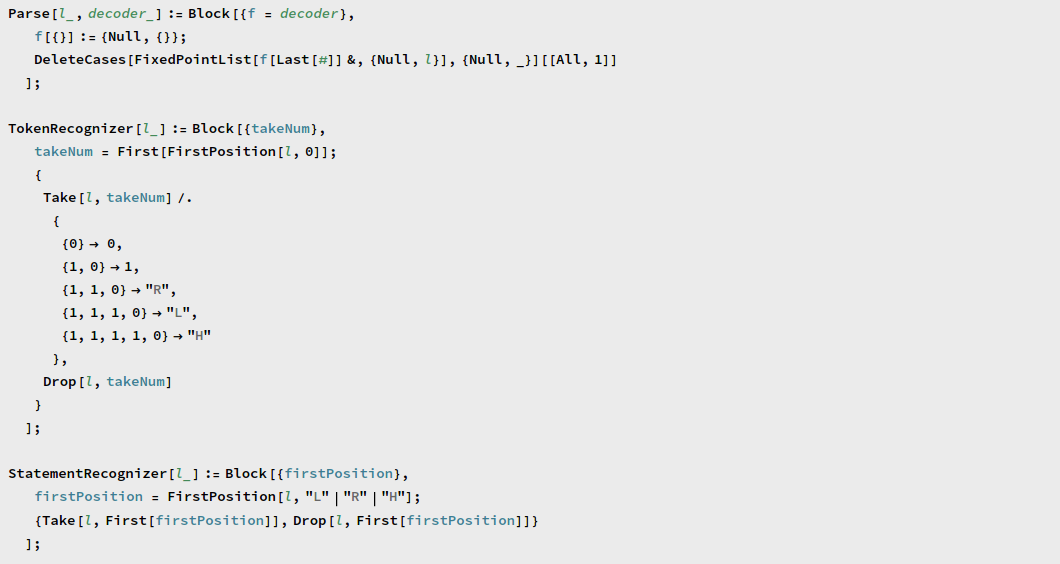 Parse[l_, decoder_] := Block[{f = decoder},
f[{}] := {Null, {}};
DeleteCases[FixedPointList[f[Last[#]] &, {Null, l}], {Null, _}][[All, 1]]
];
TokenRecognizer[l_] := Block[{takeNum},
takeNum = First[FirstPosition[l, 0]];
{
Take[l, takeNum] /.
{
{0} → 0,
{1, 0} → 1,
{1, 1, 0} → "R",
{1, 1, 1, 0} → "L",
{1, 1, 1, 1, 0} → "H"
},
Drop[l, takeNum]
}
];
StatementRecognizer[l_] := Block[{firstPosition},
firstPosition = FirstPosition[l, "L" | "R" | "H"];
{Take[l, First[firstPosition]], Drop[l, First[firstPosition]]}
];